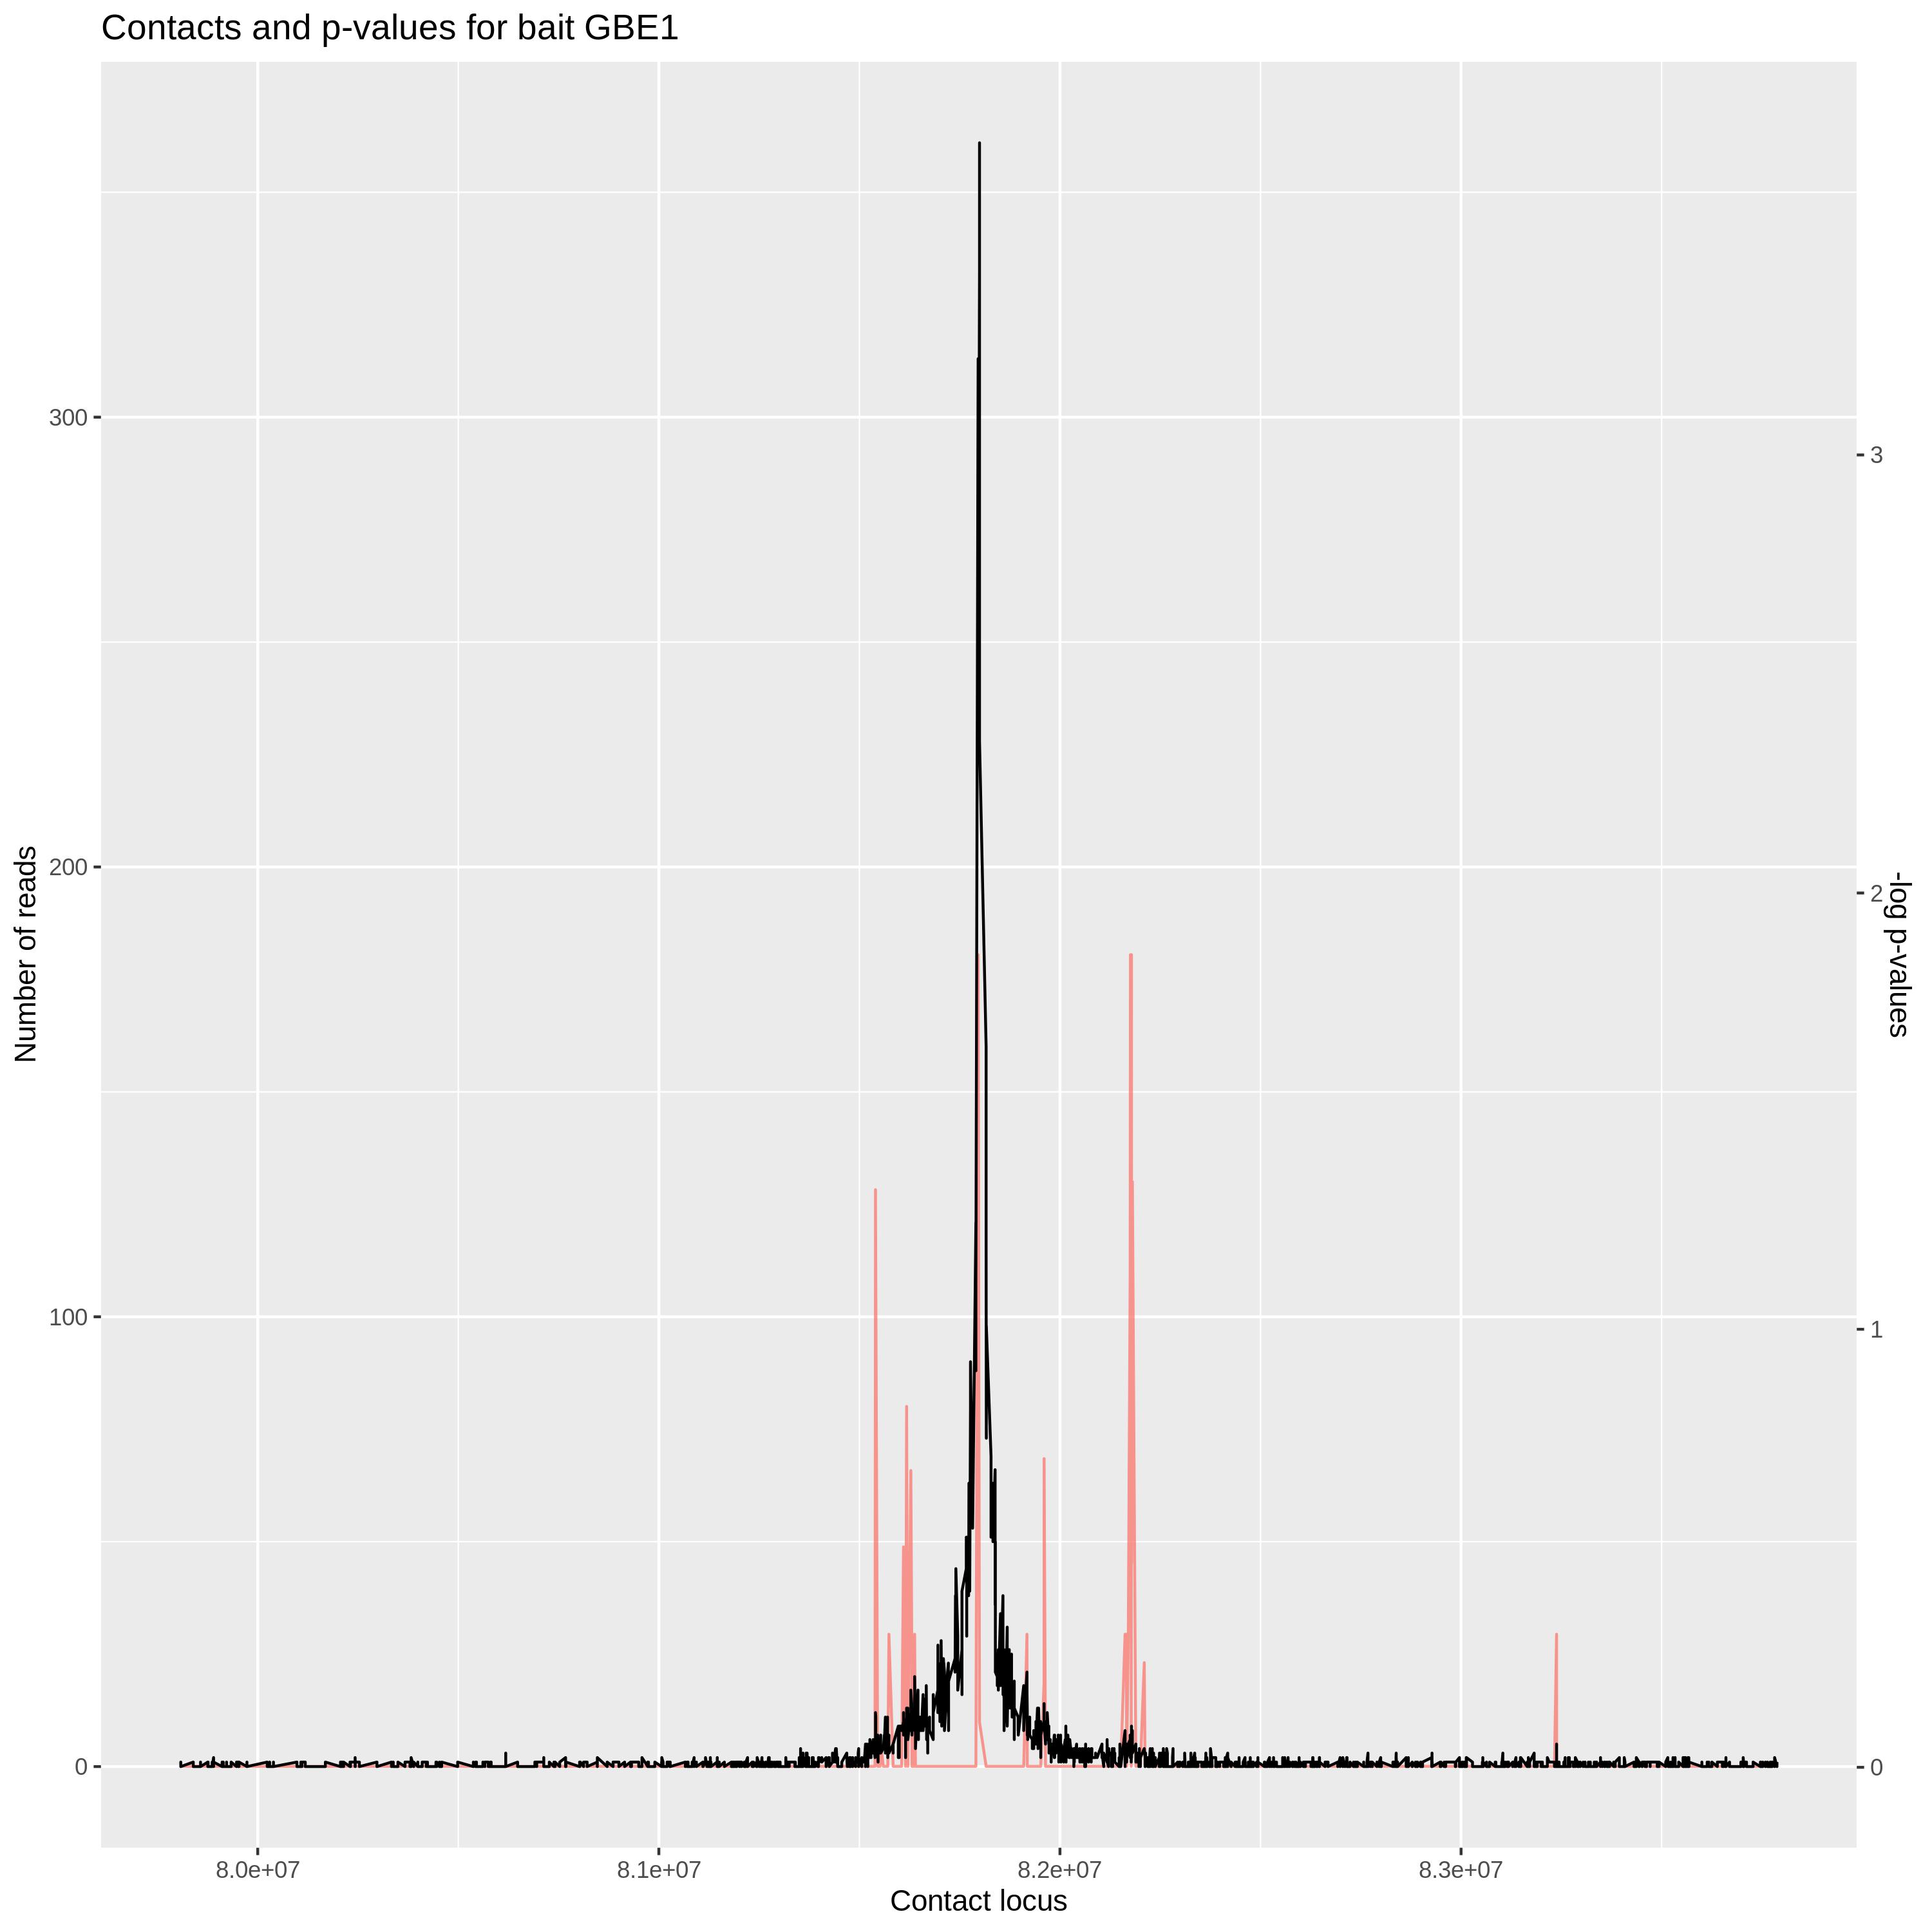 Contacts and p-values for bait GBE1
Number of reads
300
200
100
0
3
2
1
0
-log p-values
8.0e+07
8.1e+07
8.2e+07
8.3e+07
Contact locus